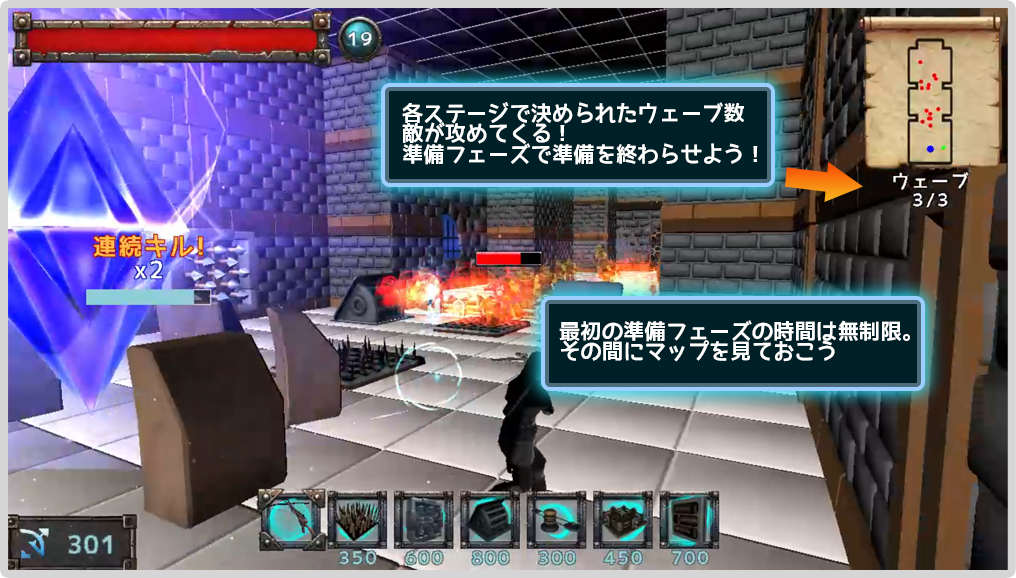 19
各ステージで決められたウェーブ数
敵が攻めてくる！
準備フェーズで準備を終わらせよう！
ウェーブ
3/3
連続キル!
x2
最初の準備フェーズの時間は無制限。
その間にマップを見ておこう
301
350
600
800
300
450
700